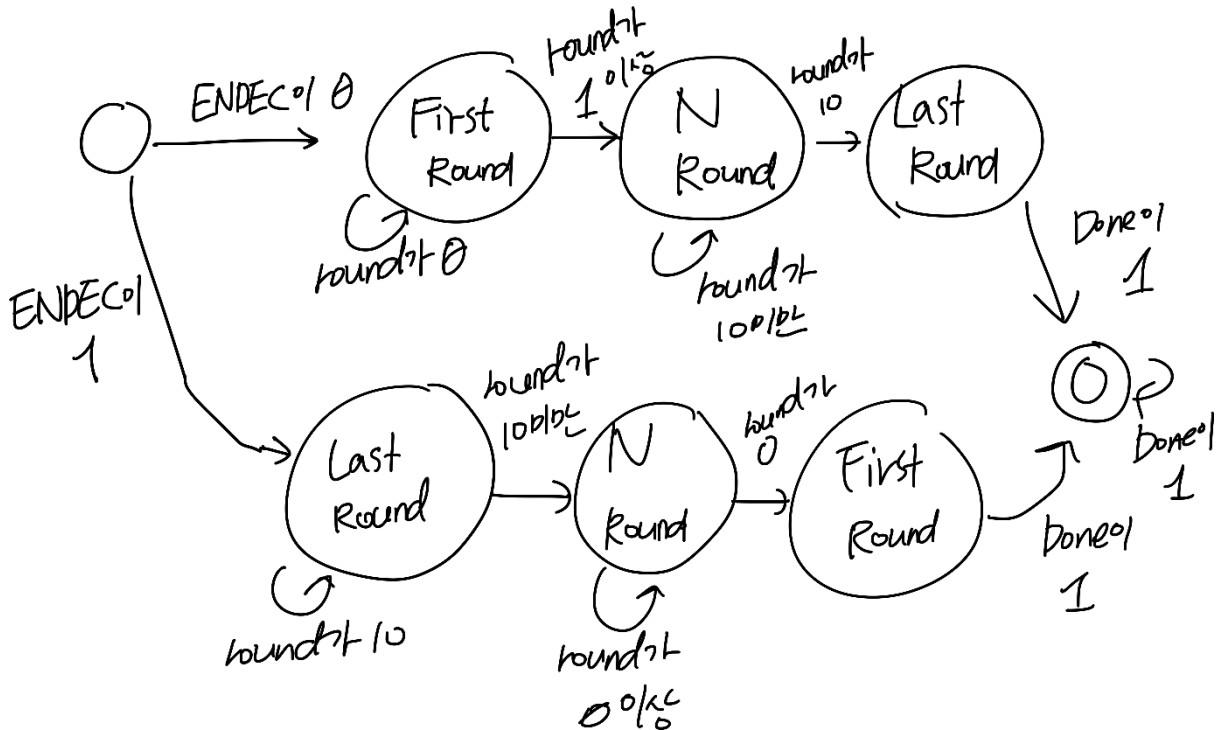 ENDEC이 0
First
Round
round가
1이상
N
Round
round가
10
Last
Round
round가 0
round가
10미만
Done이
1
ENDEC이
1
Last
Round
round가
10미만
N
Round
round가
0
First
Round
Done이
1
Done이
1
round가 10
round가
0이상